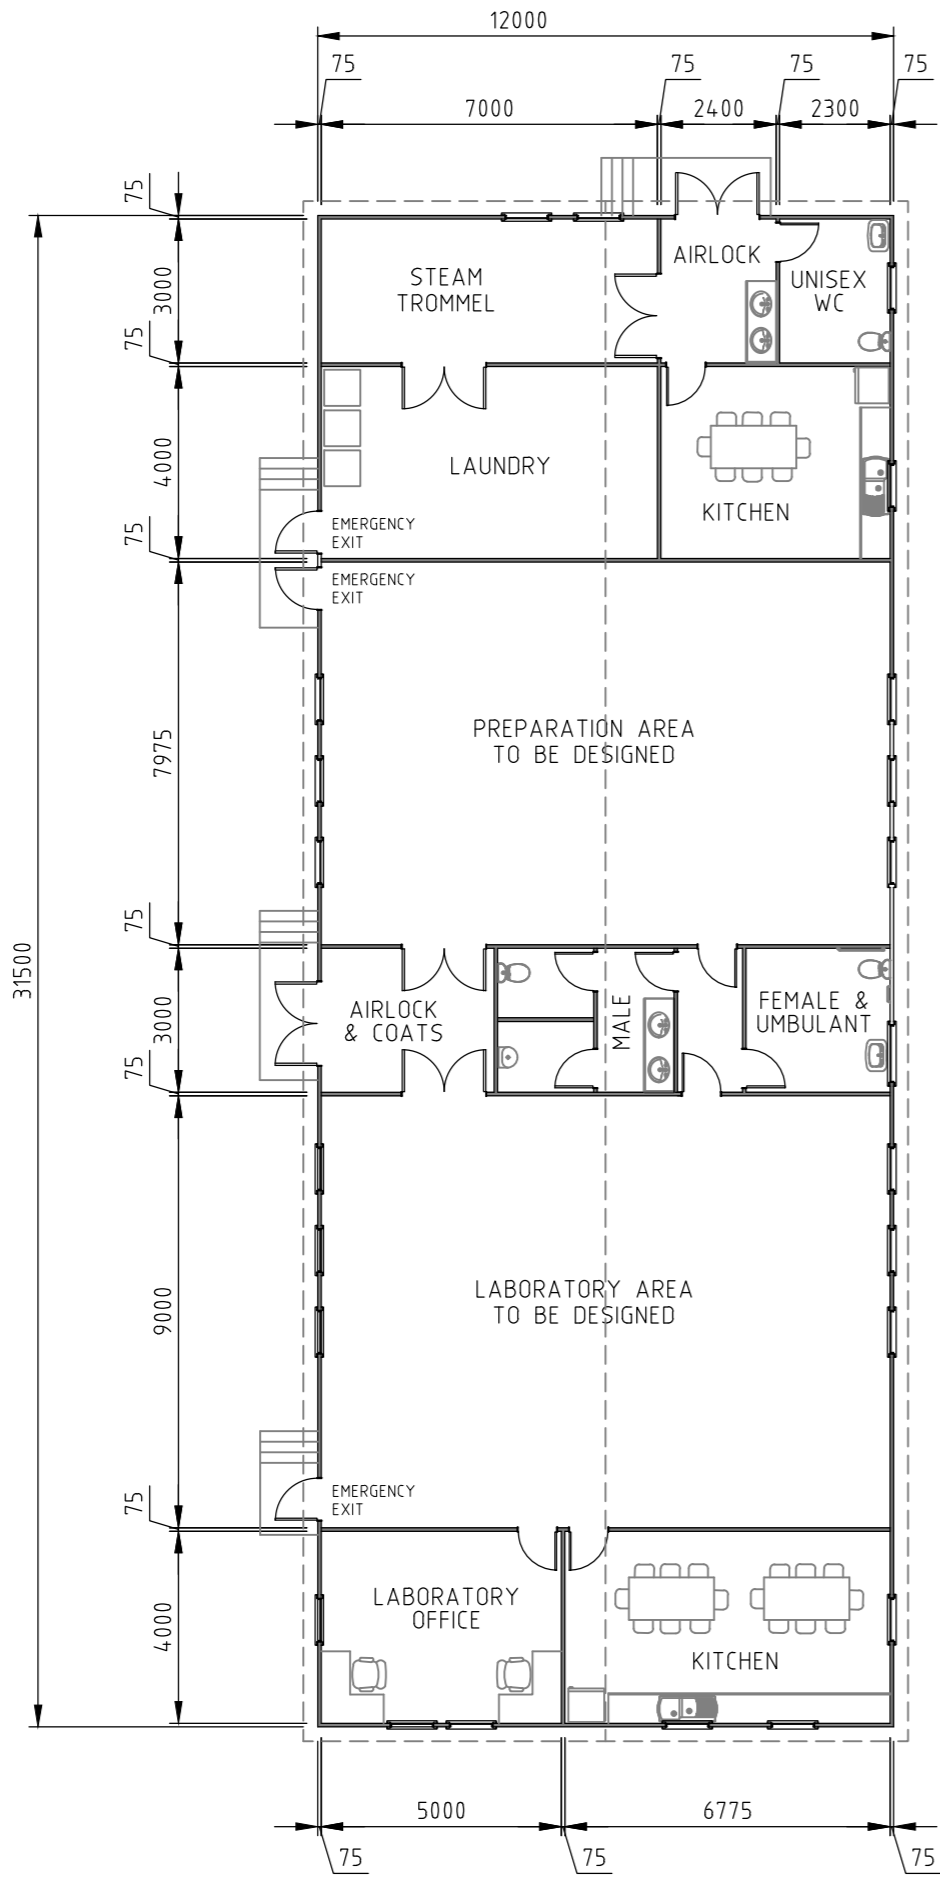 12000
75
75
75
75
7000
2400
2300
75
3000
75
4000
75
7975
75
3000
75
9000
75
4000
31500
STEAM
TROMMEL
AIRLOCK
UNISEX
WC
LAUNDRY
KITCHEN
EMERGENCY
EXIT
EMERGENCY
EXIT
PREPARATION AREA
TO BE DESIGNED
AIRLOCK
& COATS
MALE
FEMALE &
UMBULANT
LABORATORY AREA
TO BE DESIGNED
EMERGENCY
EXIT
LABORATORY
OFFICE
KITCHEN
5000
6775
75
75
75